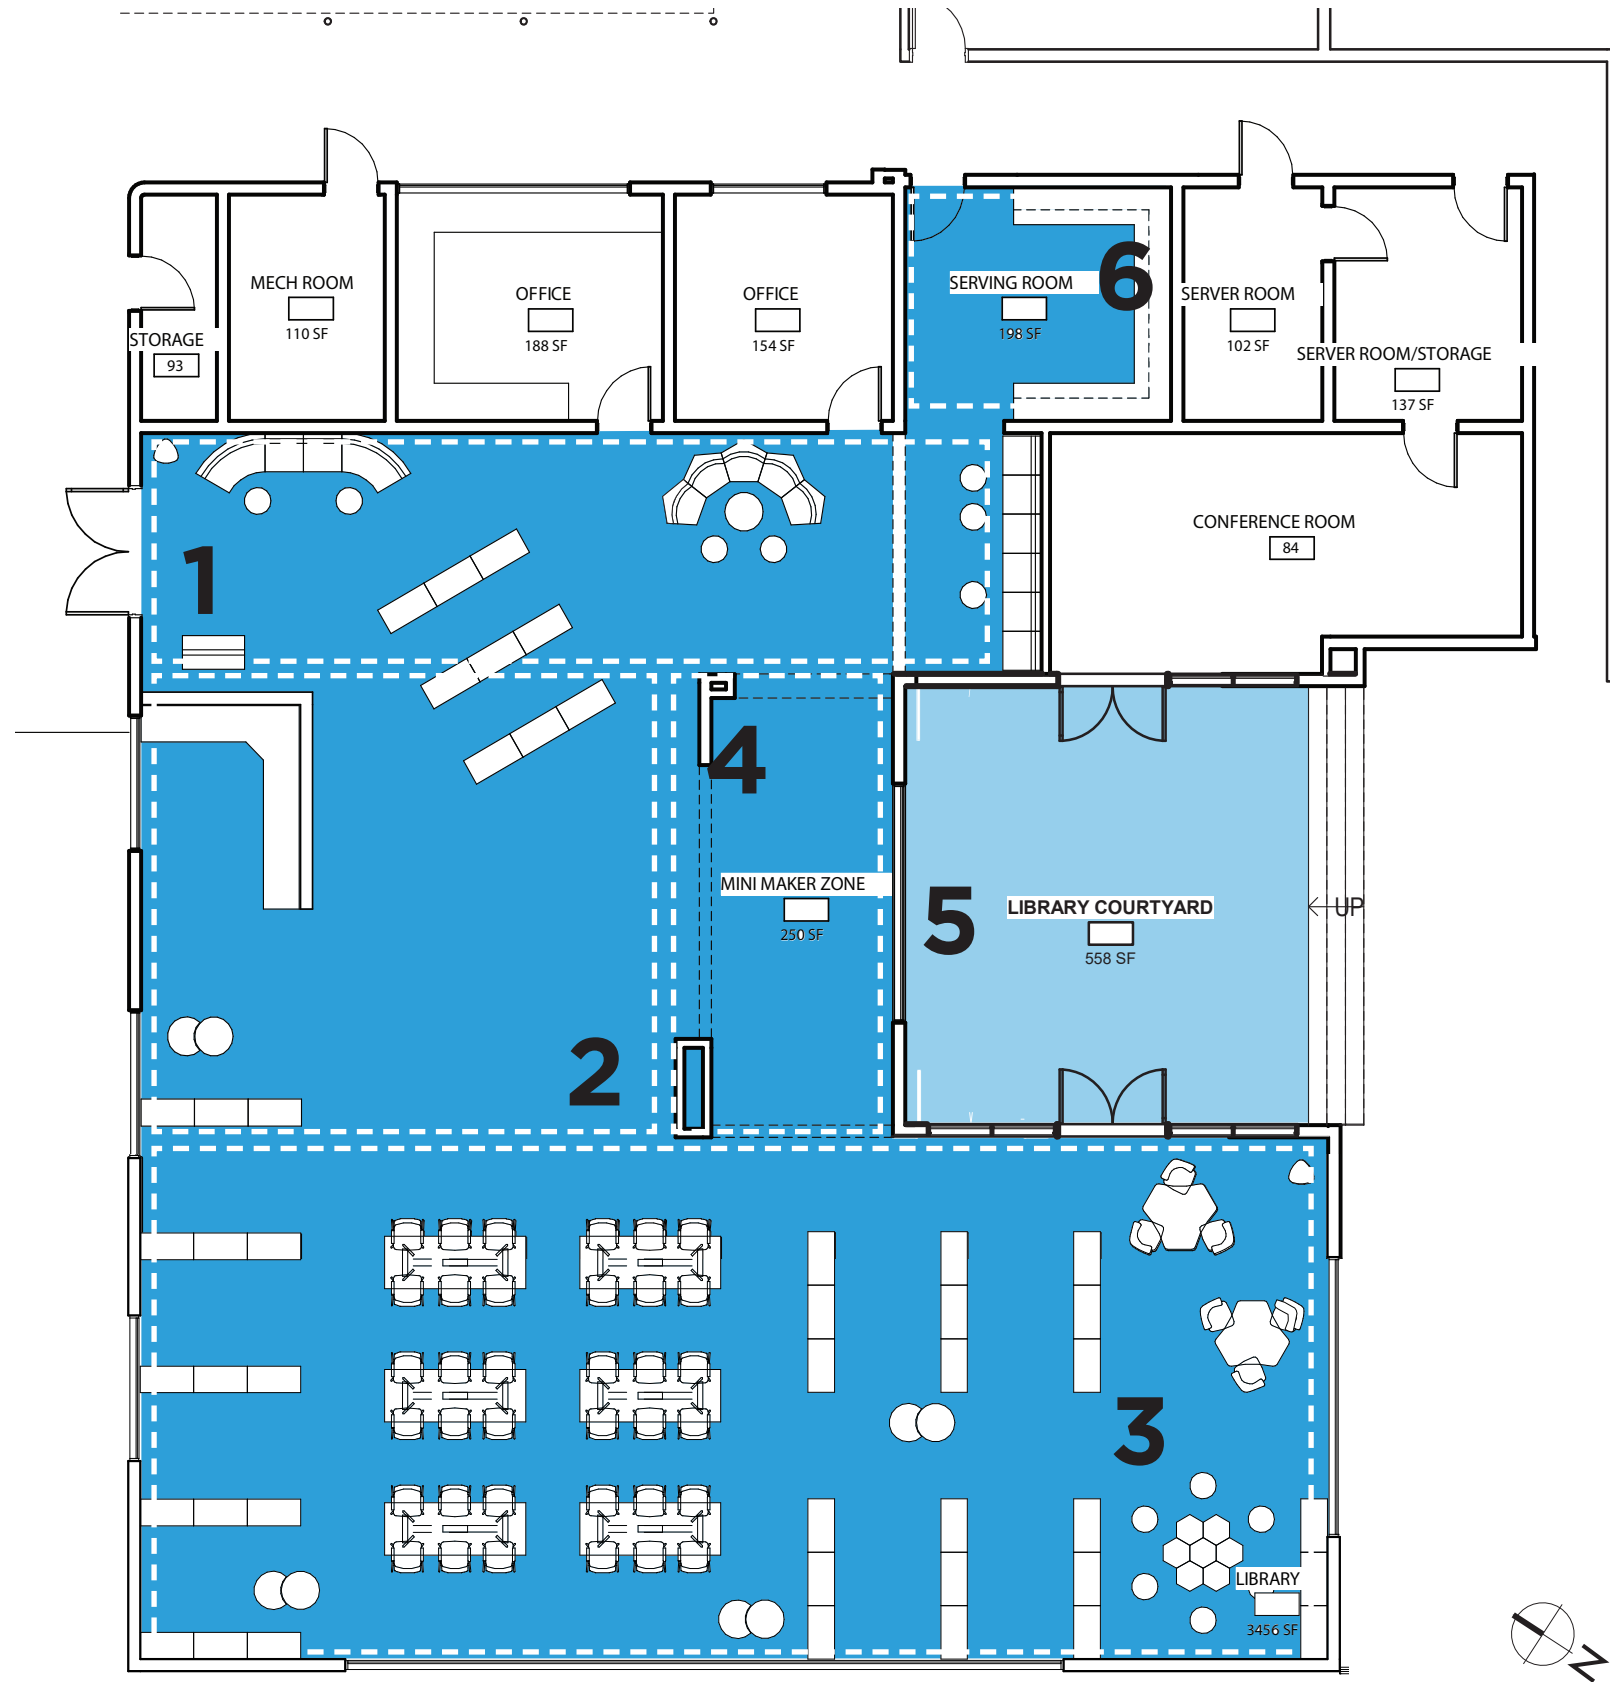 MECH ROOM
110 SF
STORAGE
93
OFFICE
188 SF
OFFICE
154 SF
SERVING ROOM
198 SF
6
SERVER ROOM
102 SF
SERVER ROOM/STORAGE
137 SF
CONFERENCE ROOM
84
1
4
MINI MAKER ZONE
250 SF
5
LIBRARY COURTYARD
558 SF
UP
2
3
LIBRARY
3456 SF
N